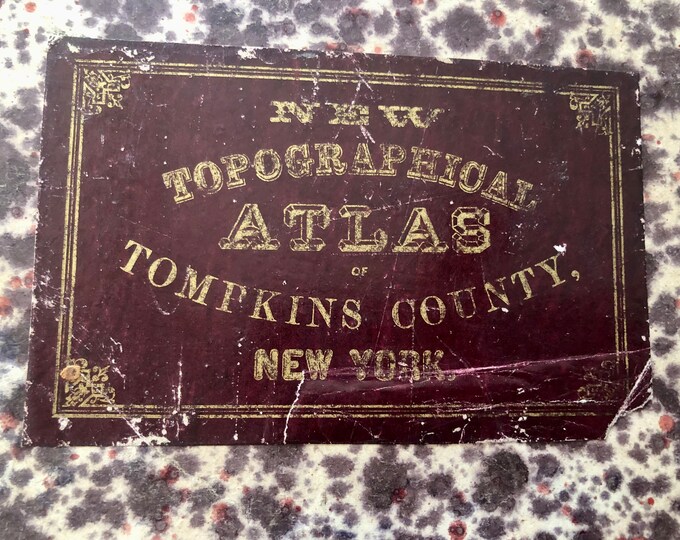 NEW
TOPOGRAPHICAL
ATLAS
OF
TOMPKINS COUNTY,
NEW YORK.